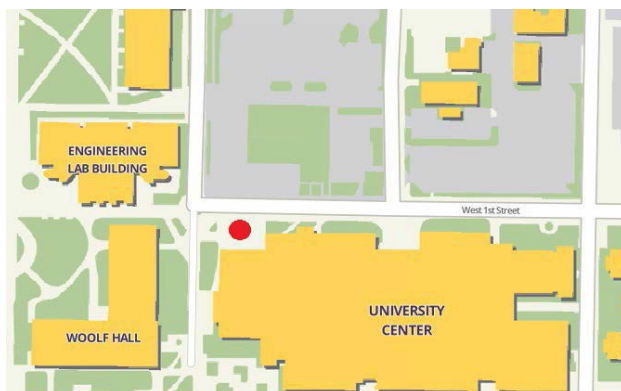 ENGINEERING
LAB BUILDING
West 1st Street
WOOLF HALL
UNIVERSITY
CENTER